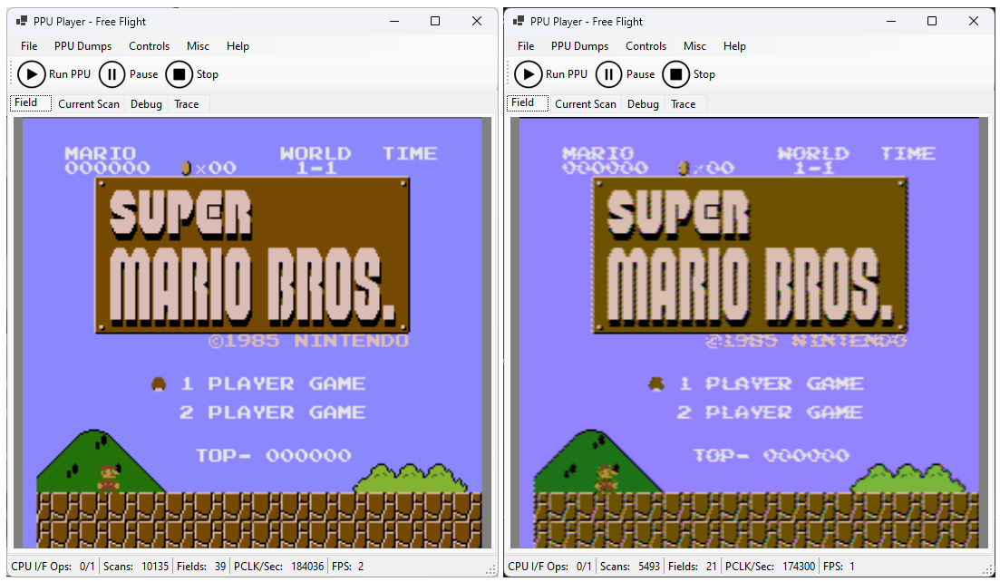 PPU Player - Free Flight
File PPU Dumps Controls Misc Help
Run PPU Pause Stop
Field Current Scan Debug Trace
MARIO WORLD TIME
000000 ×00 1-1
SUPER
MARIO BROS.
©1985 NINTENDO
1 PLAYER GAME
2 PLAYER GAME
TOP- 000000
CPU I/F Ops: 0/1 Scans: 10135 Fields: 39 PCLK/Sec: 184036 FPS: 2
PPU Player - Free Flight
File PPU Dumps Controls Misc Help
Run PPU Pause Stop
Field Current Scan Debug Trace
MARIO WORLD TIME
000000 ×00 1-1
SUPER
MARIO BROS.
©1985 NINTENDO
1 PLAYER GAME
2 PLAYER GAME
TOP- 000000
CPU I/F Ops: 0/1 Scans: 5493 Fields: 21 PCLK/Sec: 174300 FPS: 1